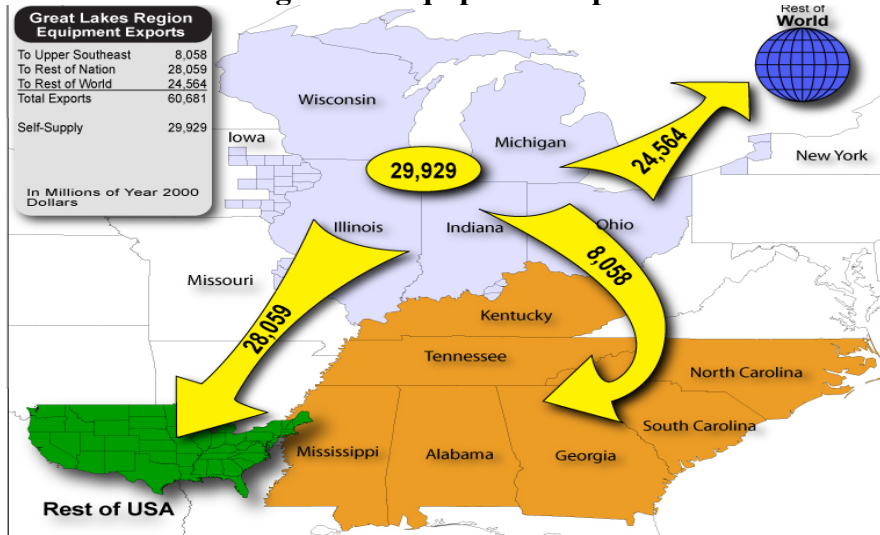 Great Lakes Region
Equipment Exports
To Upper Southeast 8,058
To Rest of Nation 28,059
To Rest of World 24,564
Total Exports 60,681
Self-Supply 29,929
In Millions of Year 2000
Dollars
Rest of
World
Wisconsin
Michigan
Iowa
New York
24,564
29,929
Illinois
Indiana
Ohio
8,058
Missouri
28,059
Kentucky
Tennessee
North Carolina
South Carolina
Mississippi
Alabama
Georgia
Rest of USA